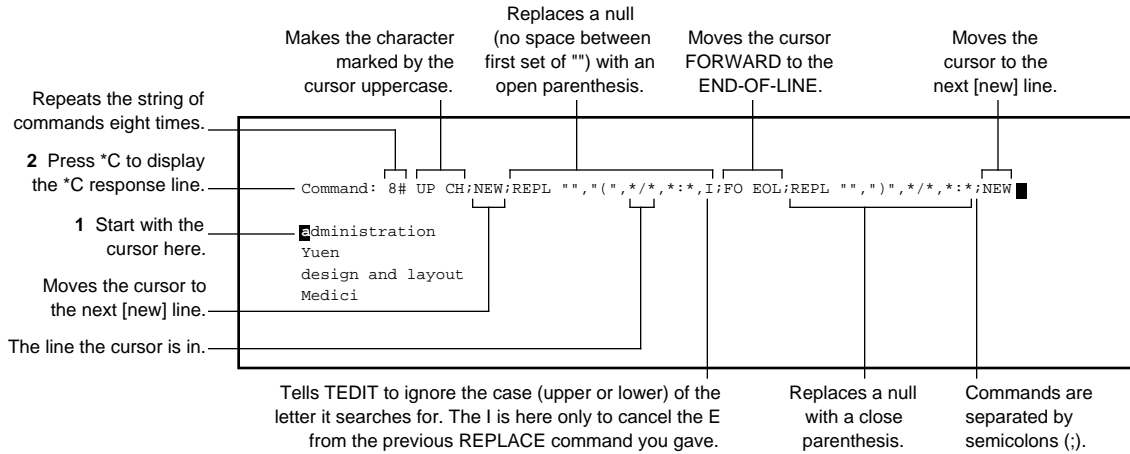 Replaces a null
(no space between
first set of "") with an
open parenthesis.
Makes the character
marked by the
cursor uppercase.
Moves the cursor
FORWARD to the
END-OF-LINE.
Moves the
cursor to the
next [new] line.
Repeats the string of
commands eight times.
2 Press *C to display
the *C response line.
Command: 8# UP CH;NEW;REPL "","(",*/*,*:*,I;FO EOL;REPL "",")",*/*,*:*;NEW
1 Start with the
cursor here.
administration
Yuen
design and layout
Medici
Moves the cursor to
the next [new] line.
The line the cursor is in.
Tells TEDIT to ignore the case (upper or lower) of the
letter it searches for. The I is here only to cancel the E
from the previous REPLACE command you gave.
Replaces a null
with a close
parenthesis.
Commands are
separated by
semicolons (;).